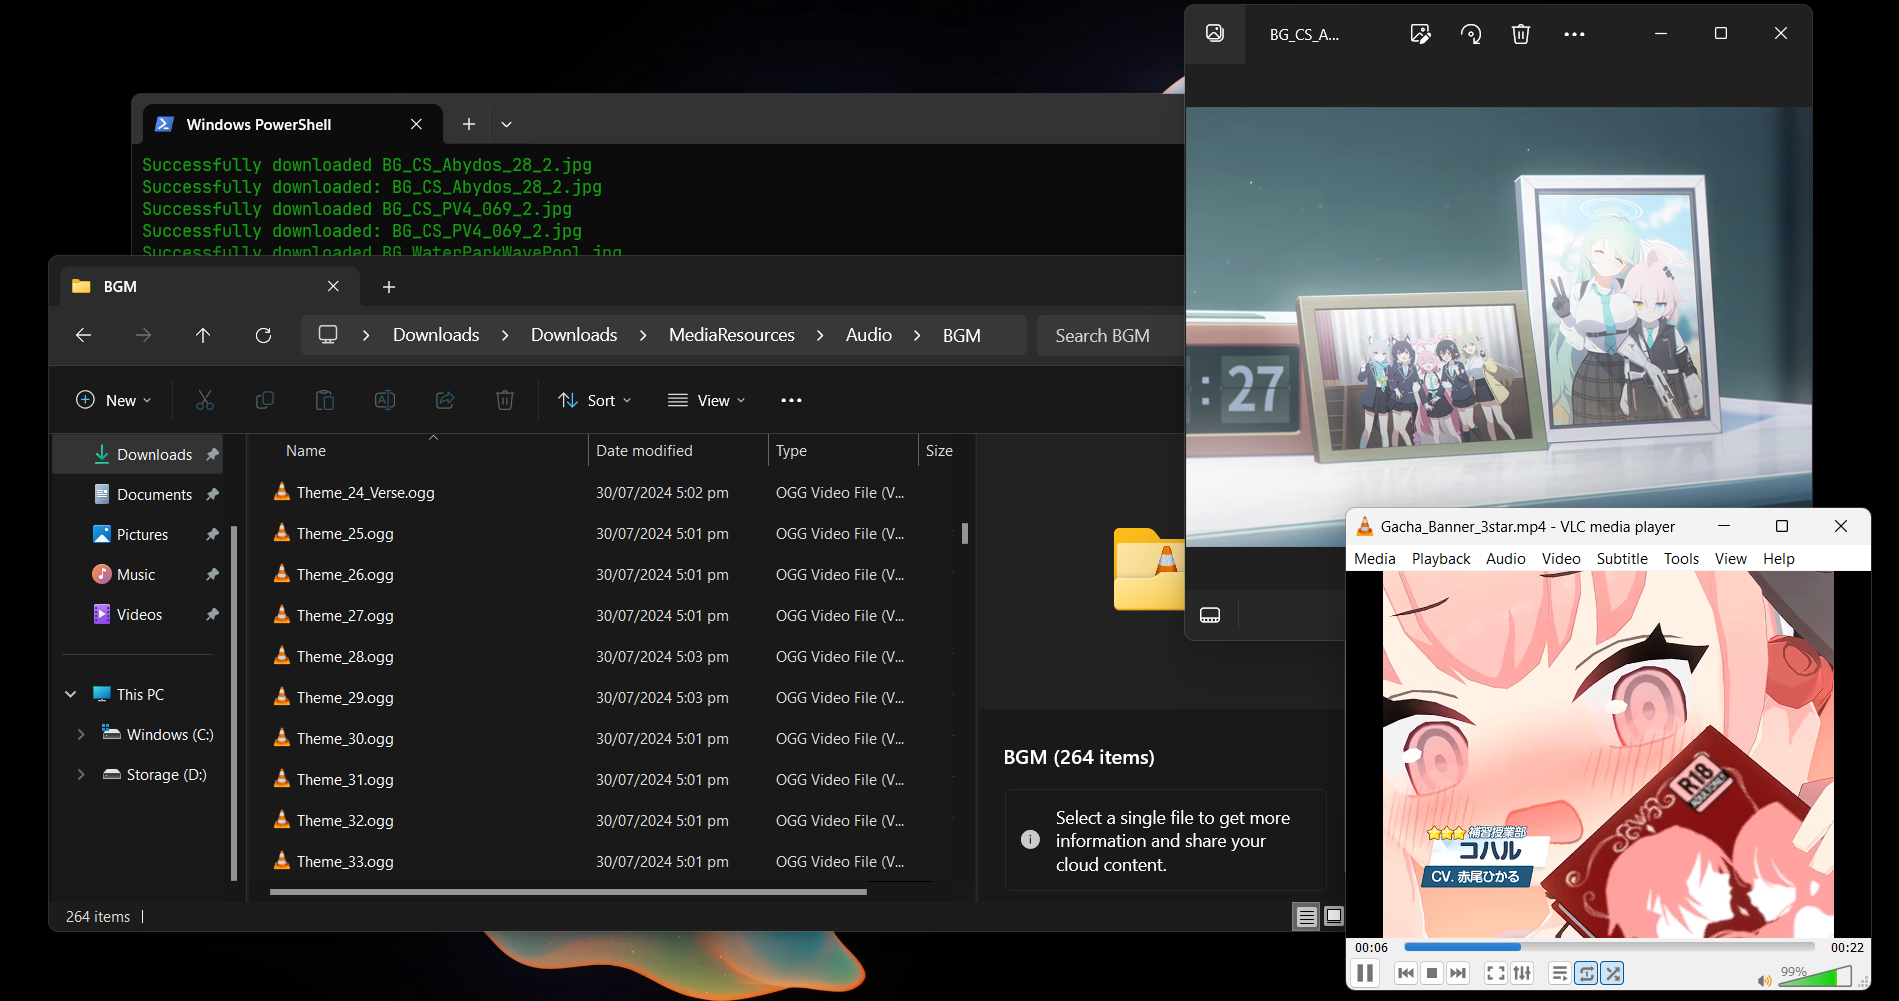 BG_CS_A...
Windows PowerShell
Successfully downloaded BG_CS_Abydos_28_2.jpg
Successfully downloaded: BG_CS_Abydos_28_2.jpg
Successfully downloaded BG_CS_PV4_069_2.jpg
Successfully downloaded: BG_CS_PV4_069_2.jpg
Successfully downloaded BG_WaterParkWavePool.jpg
: 27
BGM
Downloads
Downloads
MediaResources
Audio
BGM
Search BGM
New
Sort
View
Downloads
Documents
Pictures
Music
Videos
This PC
Windows (C:)
Storage (D:)
Name Date modified Type Size
Theme_24_Verse.ogg 30/07/2024 5:02 pm OGG Video File (V...
Theme_25.ogg 30/07/2024 5:01 pm OGG Video File (V...
Theme_26.ogg 30/07/2024 5:01 pm OGG Video File (V...
Theme_27.ogg 30/07/2024 5:01 pm OGG Video File (V...
Theme_28.ogg 30/07/2024 5:03 pm OGG Video File (V...
Theme_29.ogg 30/07/2024 5:03 pm OGG Video File (V...
Theme_30.ogg 30/07/2024 5:01 pm OGG Video File (V...
Theme_31.ogg 30/07/2024 5:01 pm OGG Video File (V...
Theme_32.ogg 30/07/2024 5:01 pm OGG Video File (V...
Theme_33.ogg 30/07/2024 5:01 pm OGG Video File (V...
BGM (264 items)
Select a single file to get more
information and share your
cloud content.
264 items
Gacha_Banner_3star.mp4 - VLC media player
Media Playback Audio Video Subtitle Tools View Help
R18
補習授業部
コハル
CV. 赤尾ひかる
00:06 00:22
99%